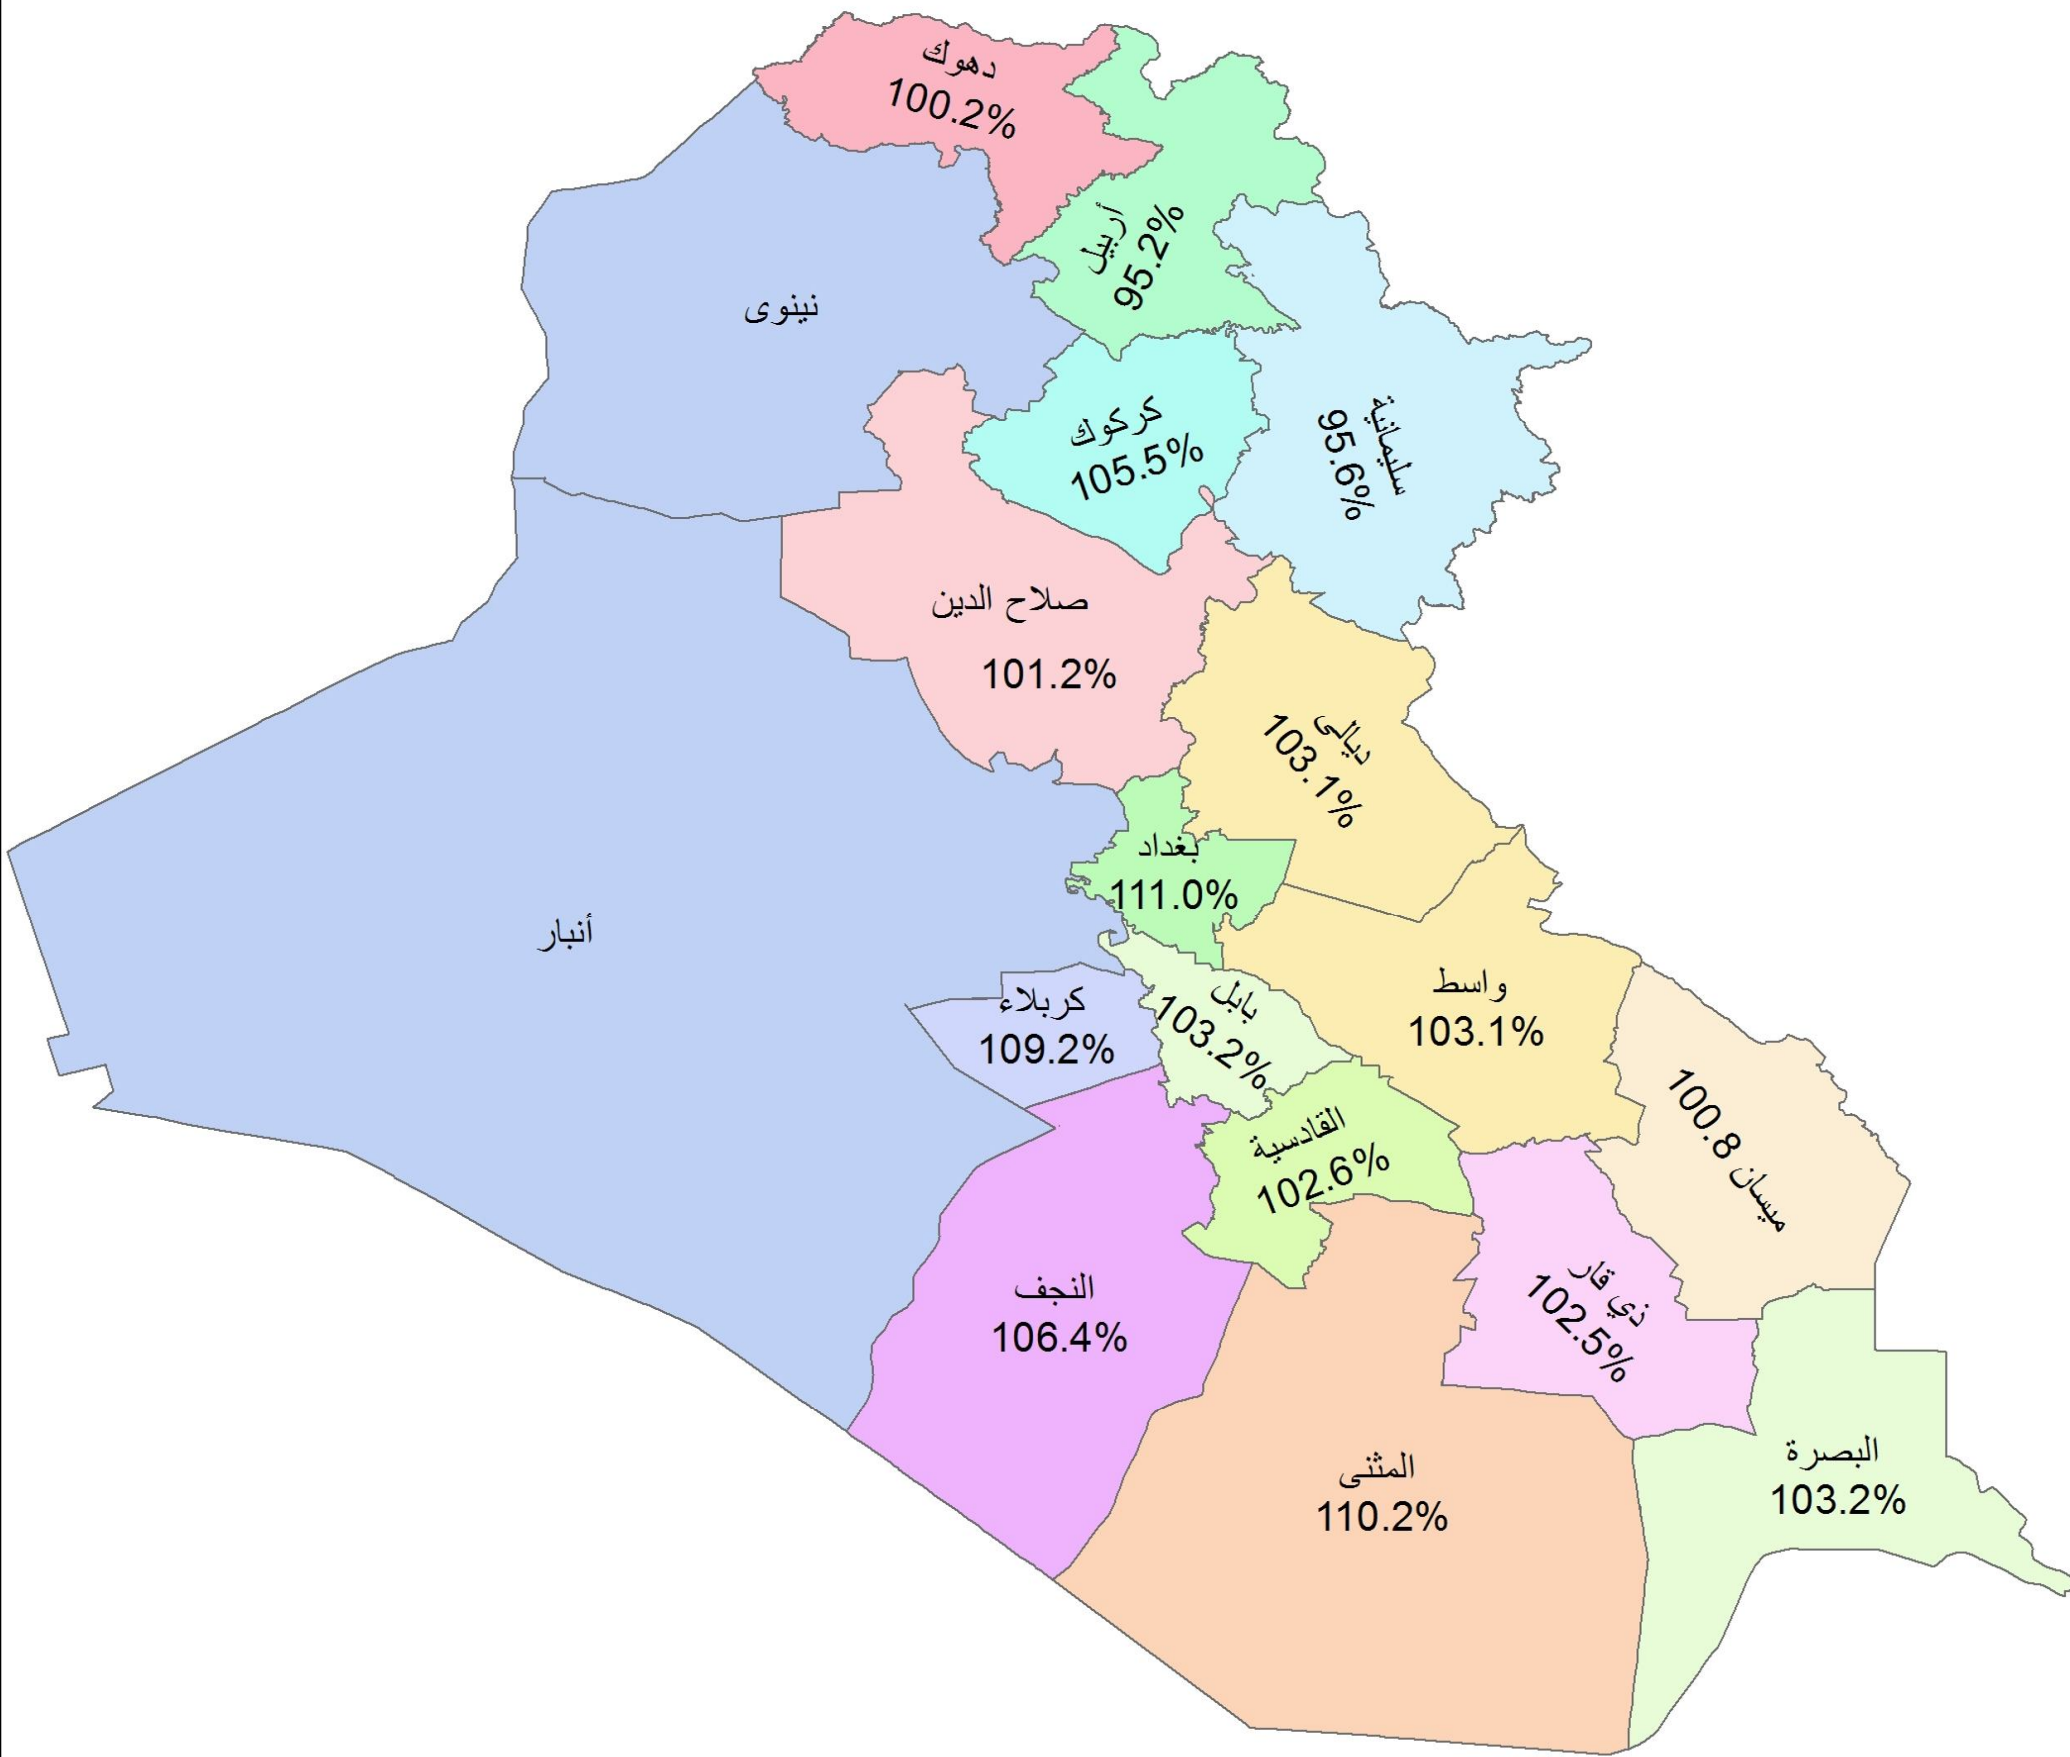 دهوك
100.2%
أربيل
95.2%
نينوى
كركوك
105.5%
سليمانية
95.6%
صلاح الدين
101.2%
ديالى
103.1%
بغداد
111.0%
أنبار
كربلاء
109.2%
بابل
103.2%
واسط
103.1%
ميسان 100.8
القادسية
102.6%
ذي قار
102.5%
النجف
106.4%
المثنى
110.2%
البصرة
103.2%